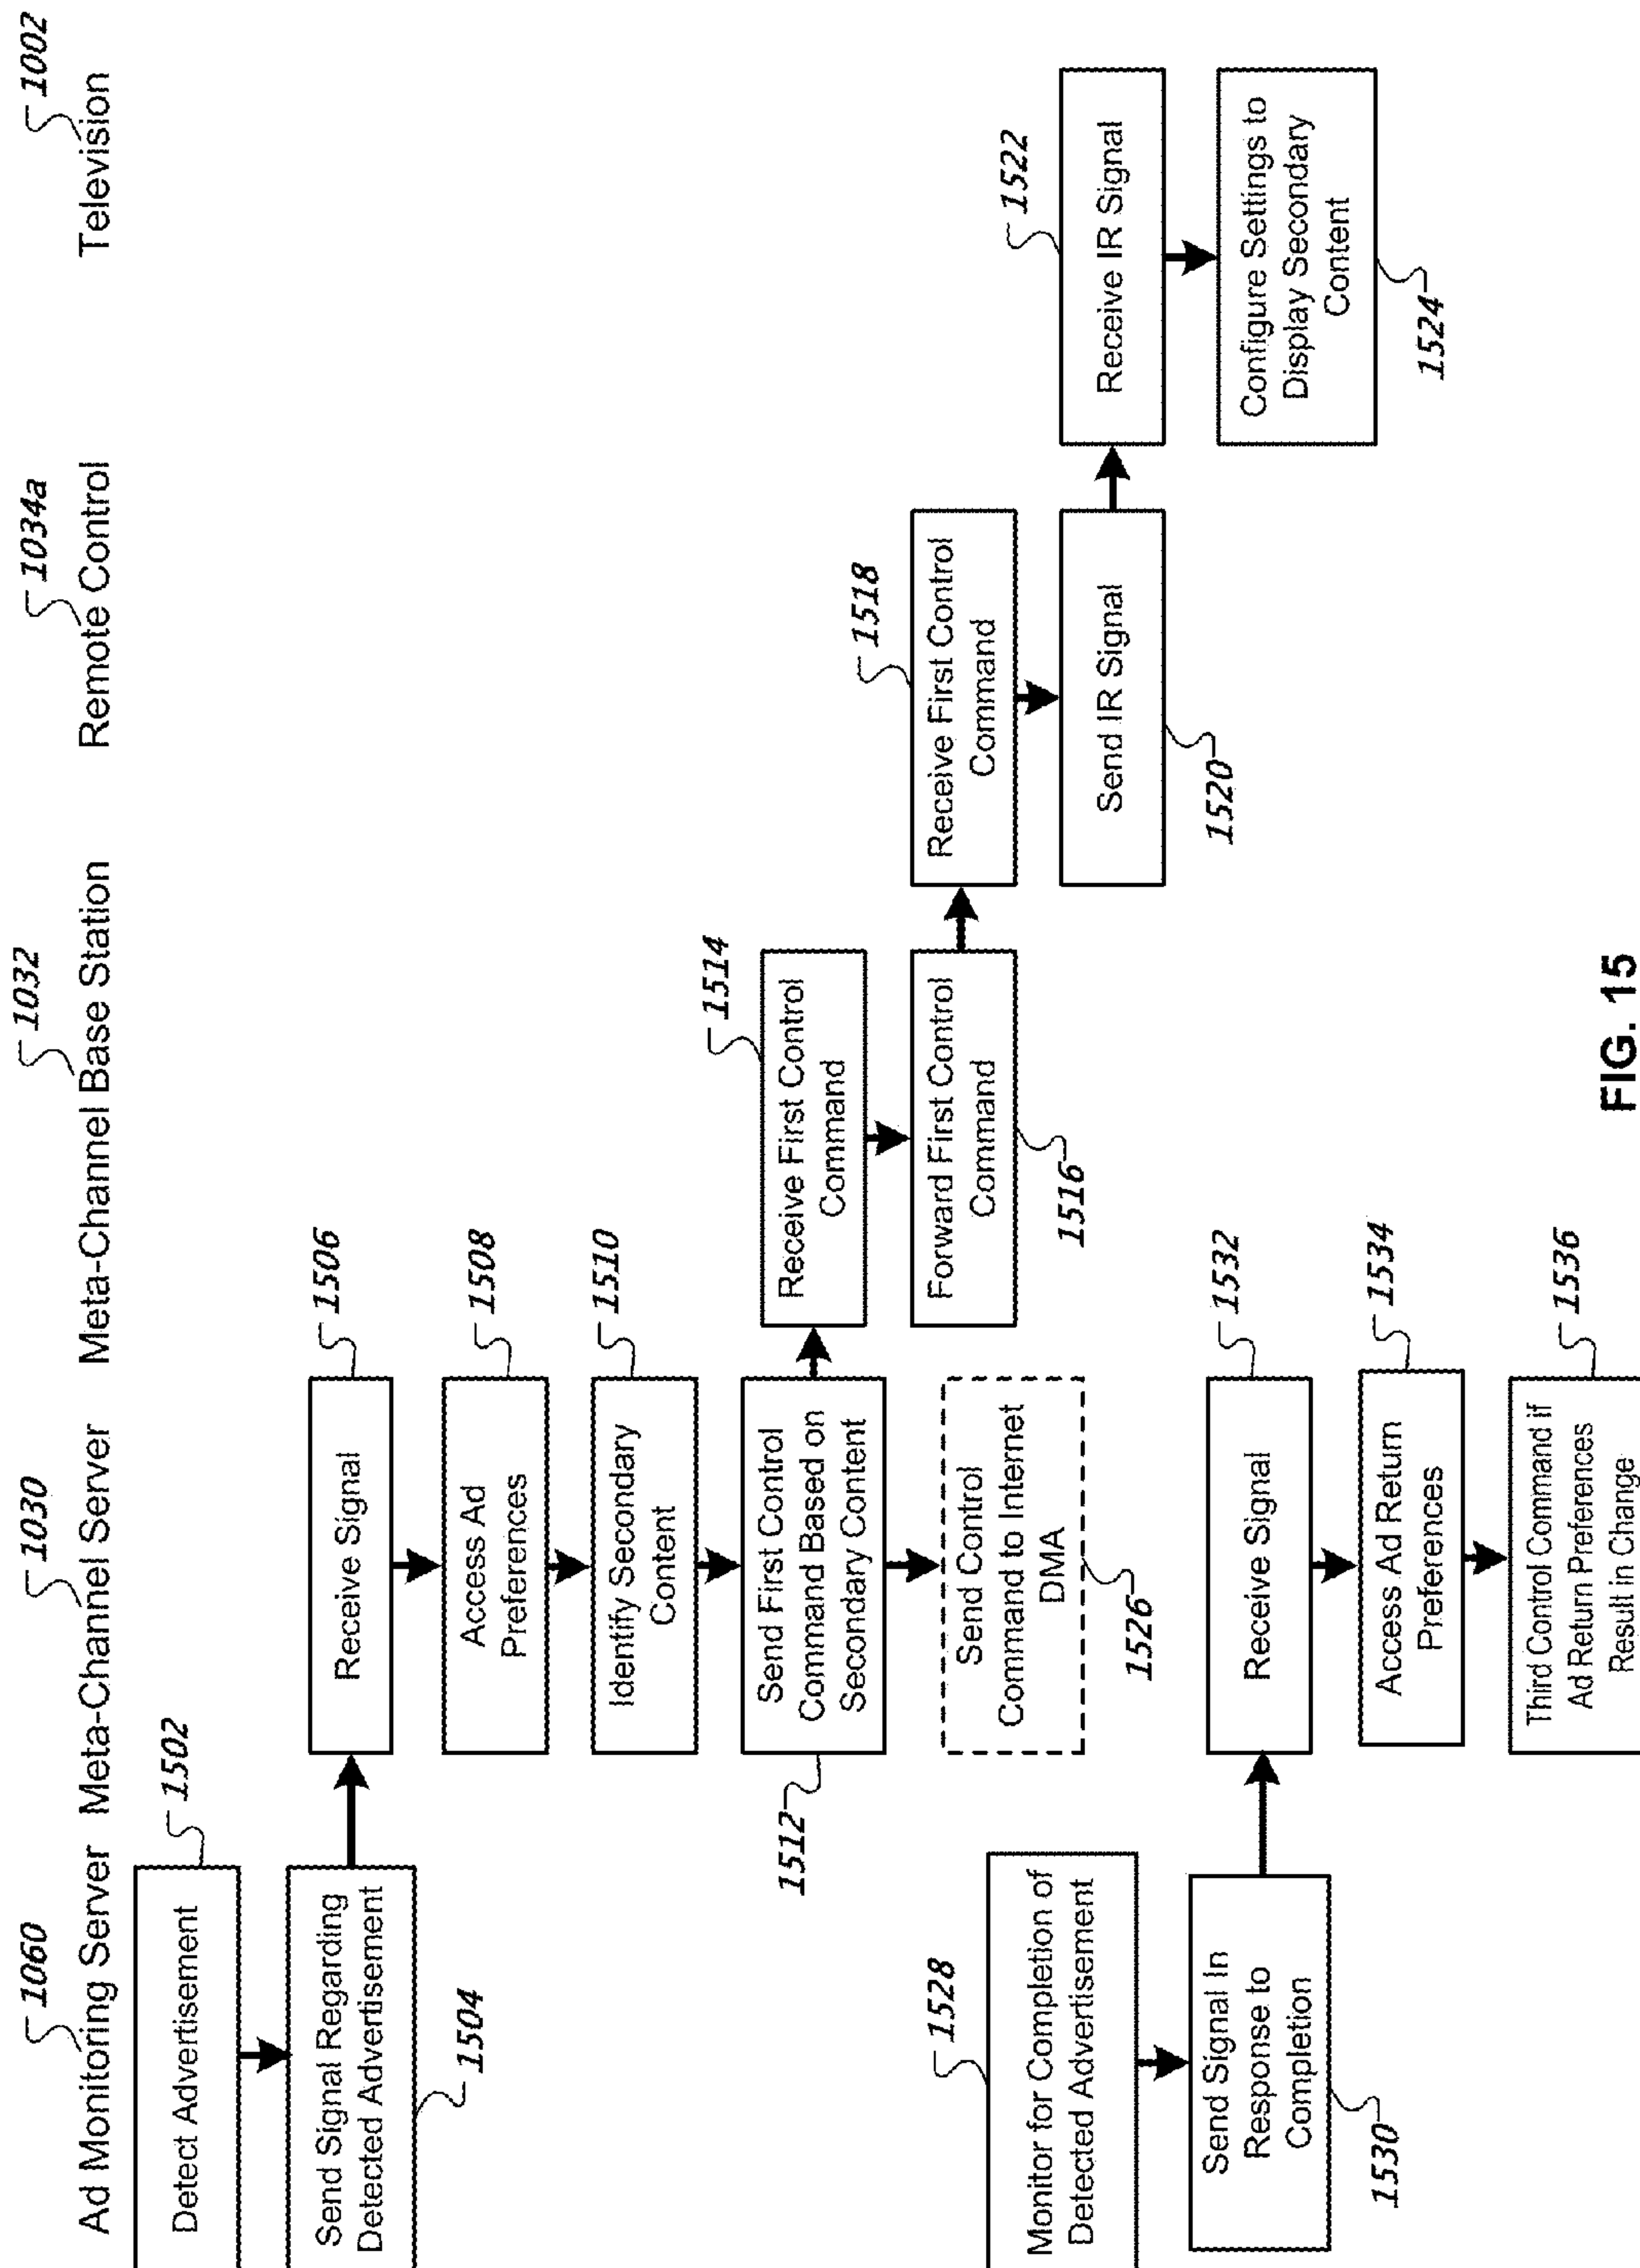 1060
Ad Monitoring Server
1030
Meta-Channel Server
1032
Meta-Channel Base Station
1034a
Remote Control
1002
Television
1502
Detect Advertisement
Send Signal Regarding
Detected Advertisement
1504
1506
Receive Signal
1508
Access Ad
Preferences
1510
Identify Secondary
Content
Send First Control
Command Based on
Secondary Content
1512
1514
Receive First Control
Command
Forward First Control
Command
1516
1518
Receive First Control
Command
Send IR Signal
1520
1522
Receive IR Signal
Configure Settings to
Display Secondary
Content
1524
Send Control
Command to Internet
DMA
1526
1528
Monitor for Completion of
Detected Advertisement
Send Signal In
Response to
Completion
1530
1532
Receive Signal
1534
Access Ad Return
Preferences
1536
Third Control Command if
Ad Return Preferences
Result in Change
FIG. 15